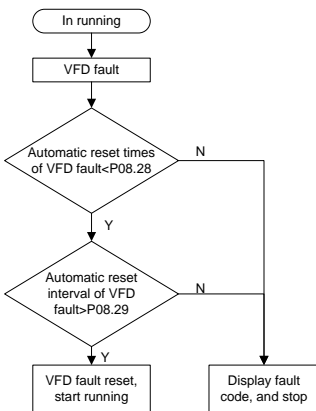 In running
VFD fault
Automatic reset times
of VFD fault<P08.28
N
Y
Automatic reset
interval of VFD
fault>P08.29
N
Y
VFD fault reset,
start running
Display fault
code, and stop